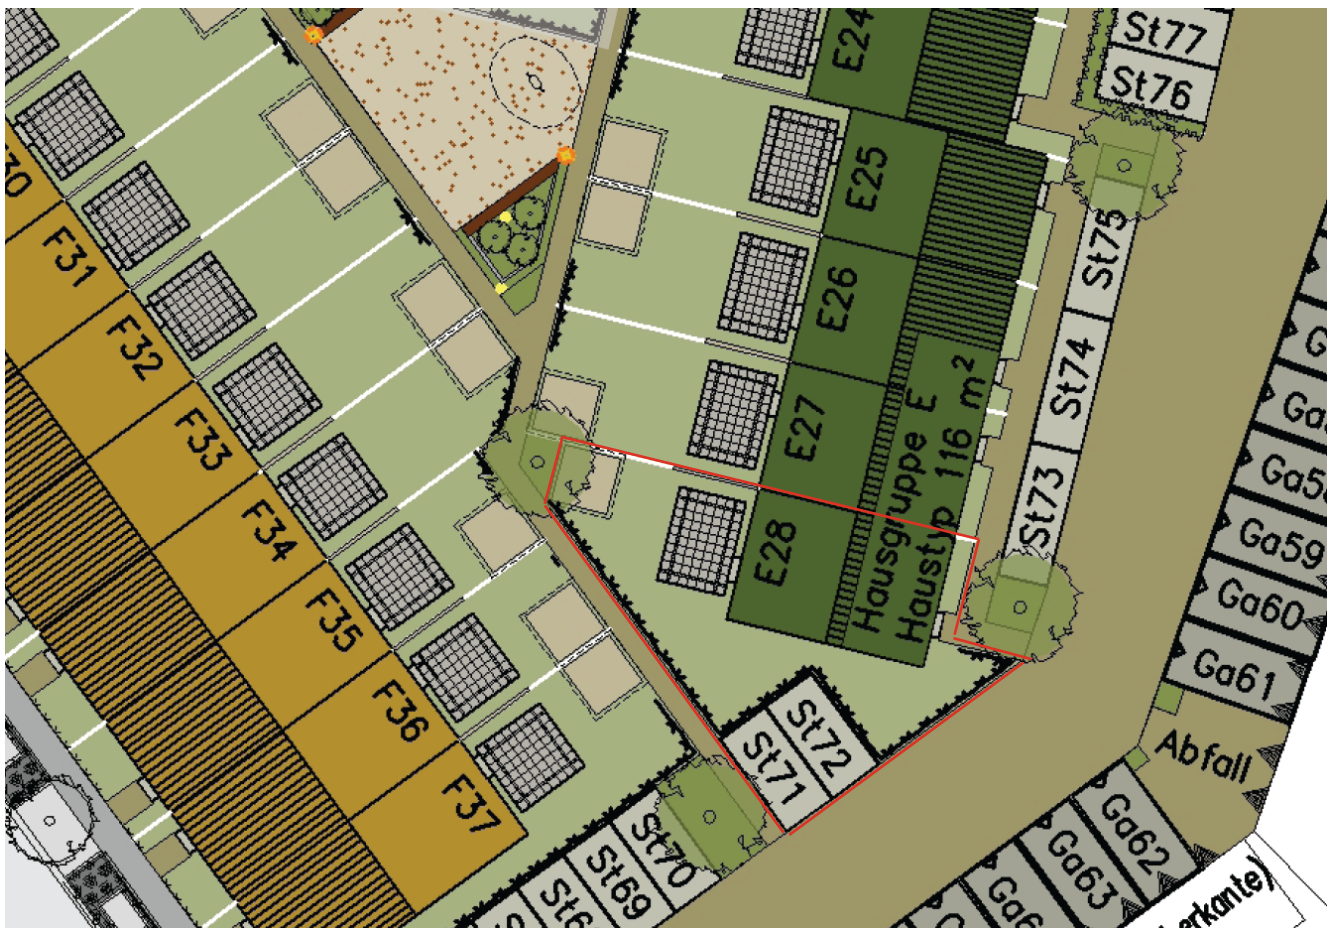 E24
St77
St76
E25
E26
E27
E28
St75
St74
St73
Hausgruppe E
Haustyp 116 m²
F31
F32
F33
F34
F35
F36
F37
St72
St71
St70
St69
Ga59
Ga60
Ga61
Abfall
Ga62
Ga63